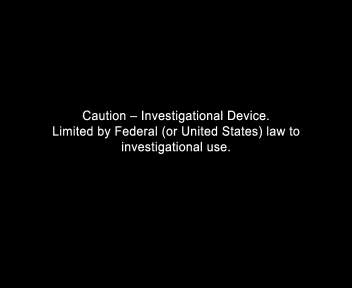 Caution – Investigational Device.
Limited by Federal (or United States) law to
investigational use.